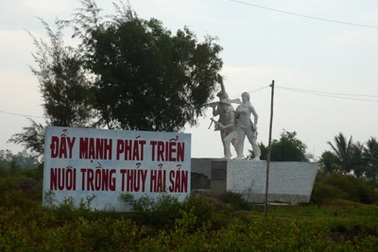 ĐẨY MẠNH PHÁT TRIỂN
NUÔI TRỒNG THỦY HẢI SẢN